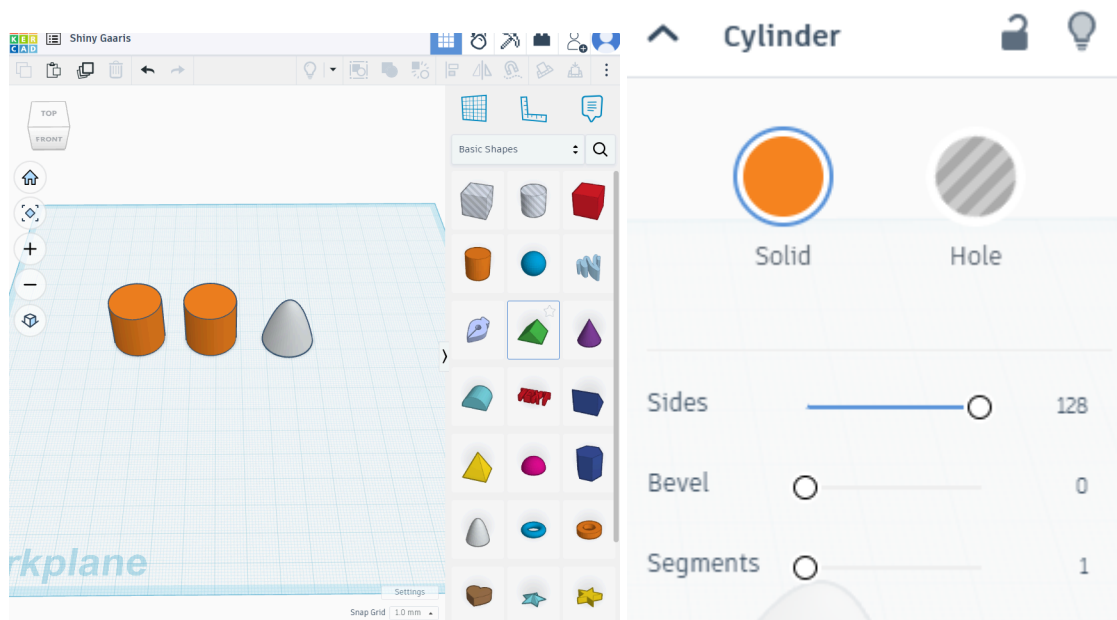 KER
CAD
Shiny Gaaris
TOP
FRONT
Basic Shapes
TEXT
rkplane
Settings
Snap Grid 1.0 mm
Cylinder
Solid
Hole
Sides 128
Bevel 0
Segments 1